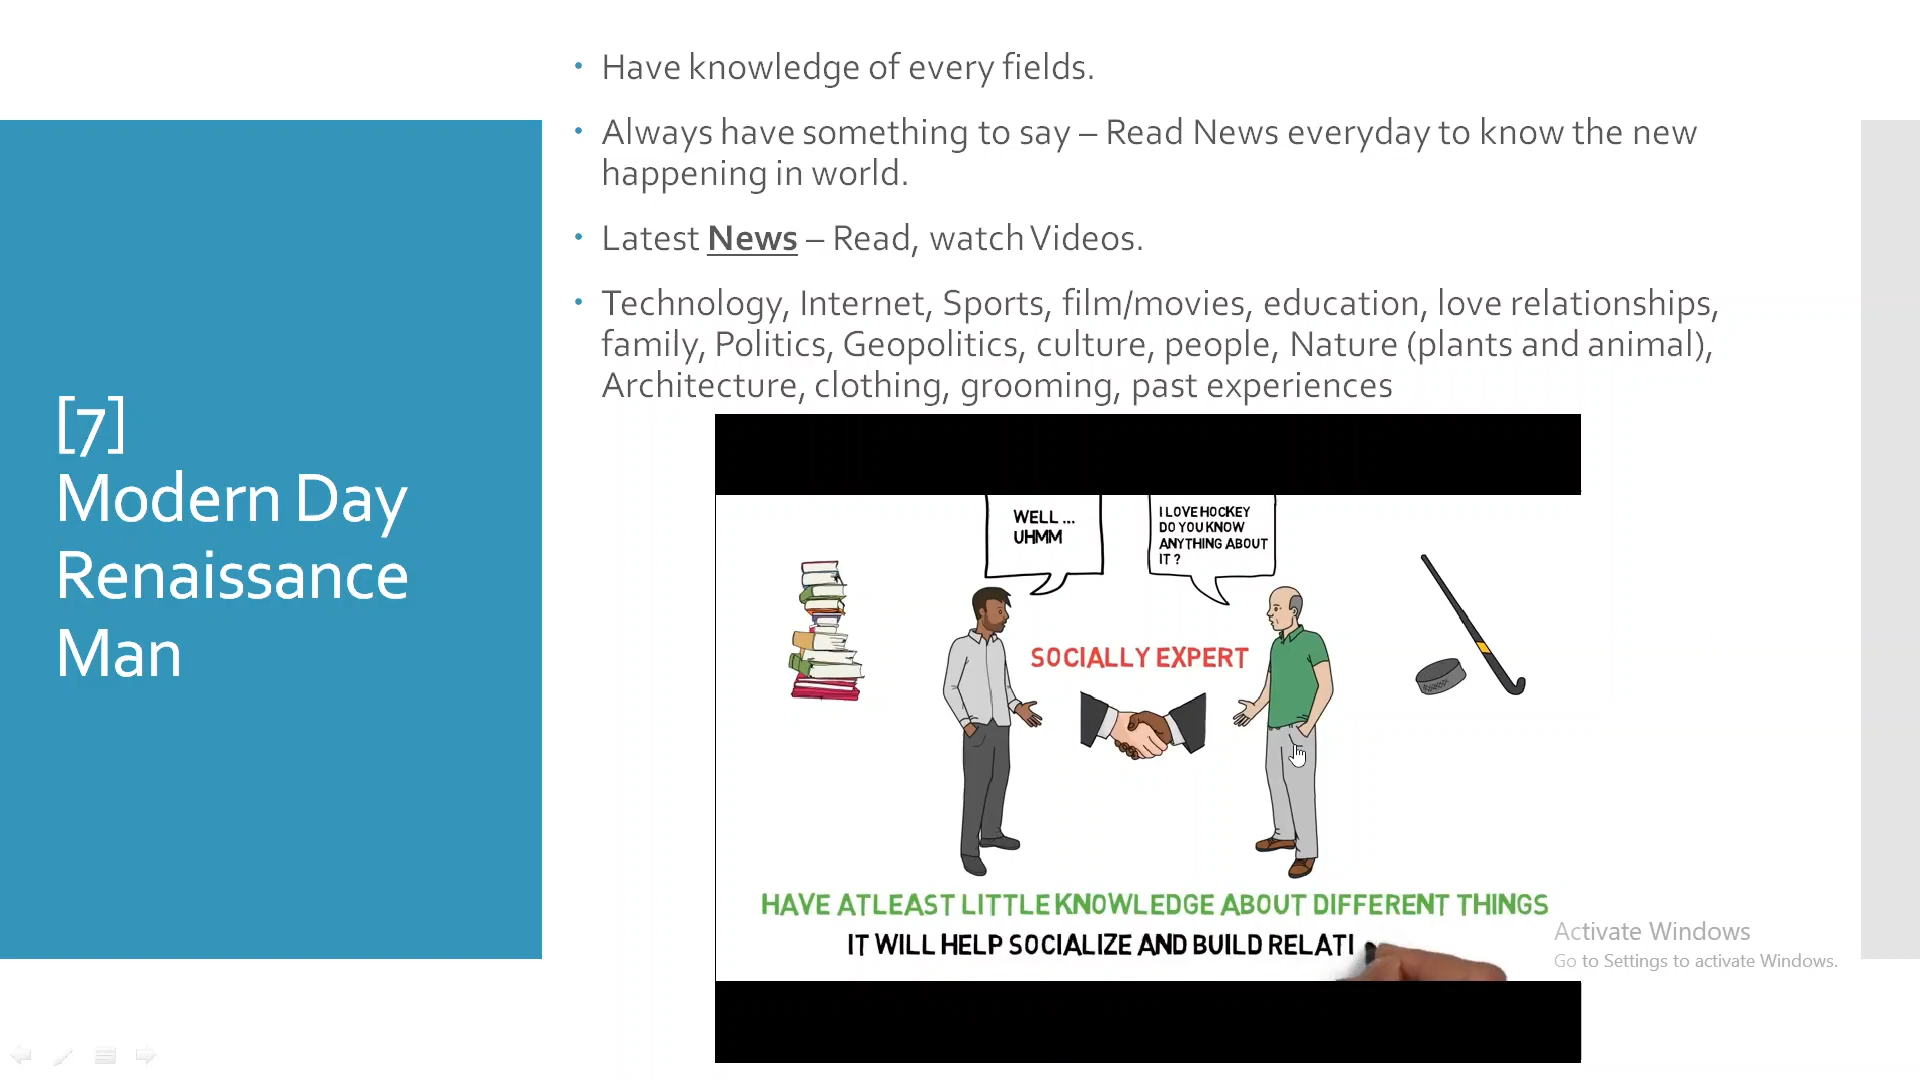 Have knowledge of every fields.
Always have something to say – Read News everyday to know the new
happening in world.
Latest News – Read, watch Videos.
Technology, Internet, Sports, film/movies, education, love relationships,
family, Politics, Geopolitics, culture, people, Nature (plants and animal),
Architecture, clothing, grooming, past experiences
[7]
Modern Day
Renaissance
Man
WELL ...
UHMM
I LOVE HOCKEY
DO YOU KNOW
ANYTHING ABOUT
IT ?
SOCIALLY EXPERT
HAVE ATLEAST LITTLE KNOWLEDGE ABOUT DIFFERENT THINGS
IT WILL HELP SOCIALIZE AND BUILD RELATI
Activate Windows
Go to Settings to activate Windows.